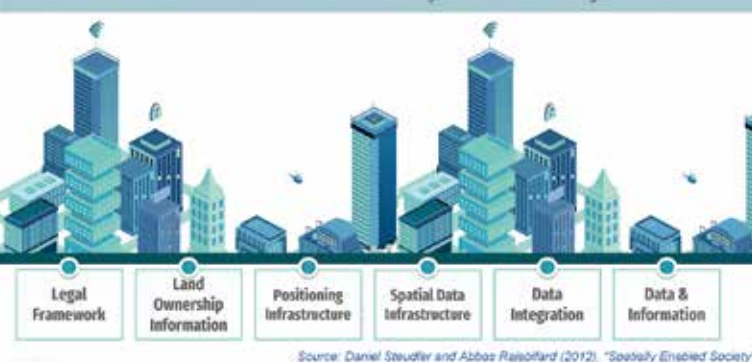 Legal
Framework
Land
Ownership
Information
Positioning
Infrastructure
Spatial Data
Infrastructure
Data
Integration
Data &
Information
Source: Daniel Steudler and Abbas Rajabifard (2012). "Spatially Enabled Society